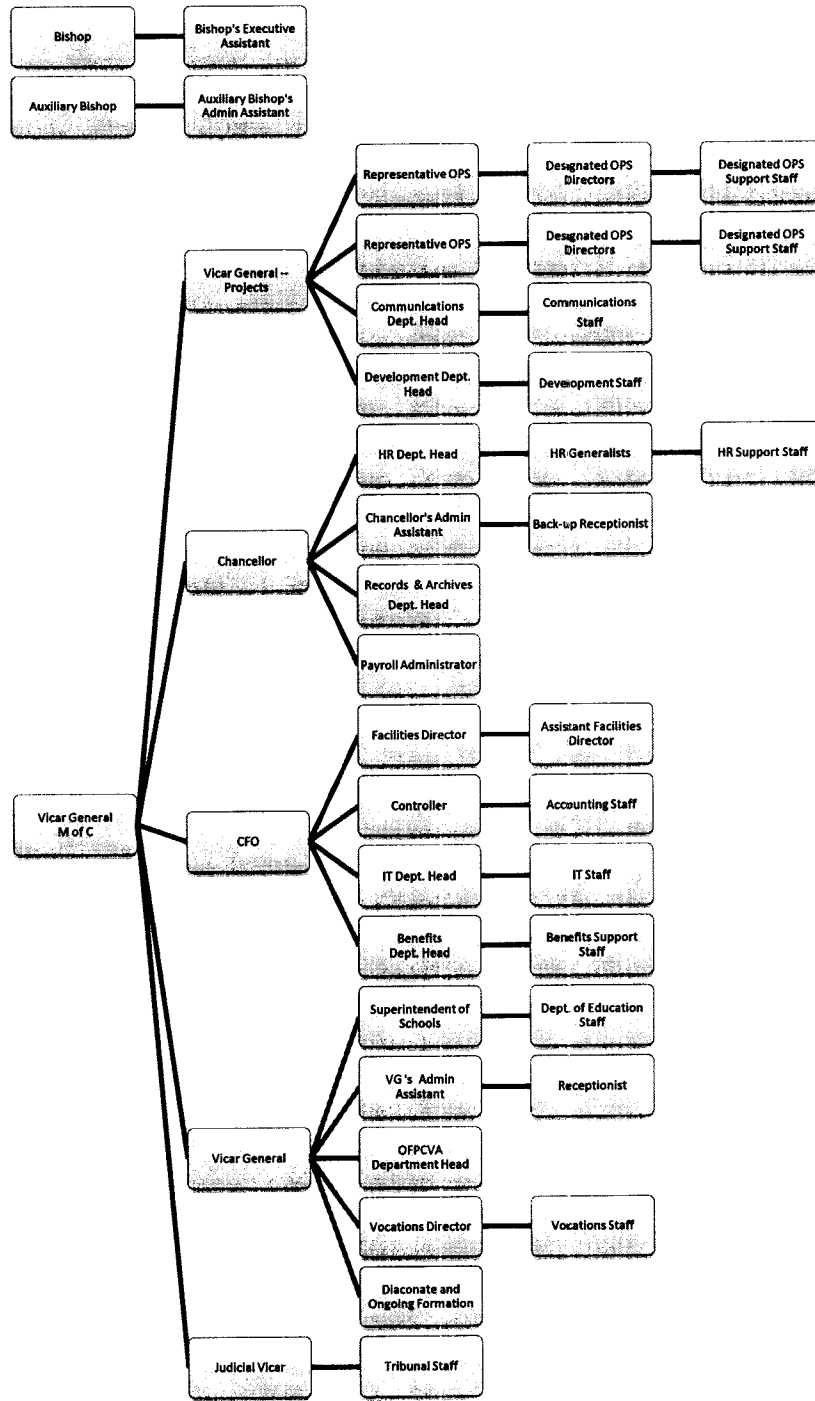 Bishop
Bishop's Executive
Assistant
Auxiliary Bishop
Auxiliary Bishop's
Admin Assistant
Representative OPS
Designated OPS
Directors
Designated OPS
Support Staff
Representative OPS
Designated OPS
Directors
Designated OPS
Support Staff
Vicar General --
Projects
Communications
Dept. Head
Communications
Staff
Development Dept.
Head
Development Staff
HR Dept. Head
HR Generalists
HR Support Staff
Chancellor's Admin
Assistant
Back-up Receptionist
Chancellor
Records & Archives
Dept. Head
Payroll Administrator
Facilities Director
Assistant Facilities
Director
Vicar General
M of C
Controller
Accounting Staff
CFO
IT Dept. Head
IT Staff
Benefits
Dept. Head
Benefits Support
Staff
Superintendent of
Schools
Dept. of Education
Staff
VG's Admin
Assistant
Receptionist
Vicar General
OFPCVA
Department Head
Vocations Director
Vocations Staff
Diaconate and
Ongoing Formation
Judicial Vicar
Tribunal Staff